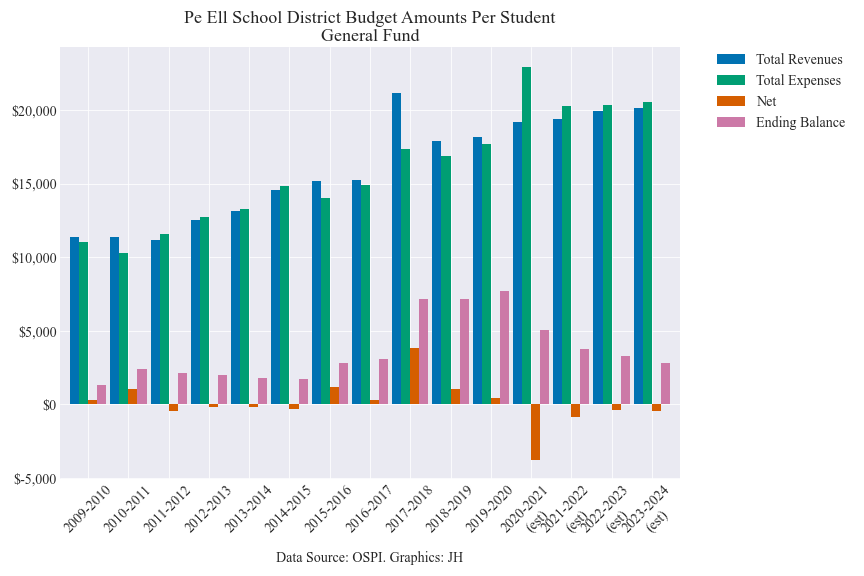 Pe Ell School District Budget Amounts Per Student
General Fund
Total Revenues
Total Expenses
Net
Ending Balance
$20,000
$15,000
$10,000
$5,000
$0
$-5,000
2009-2010
2010-2011
2011-2012
2012-2013
2013-2014
2014-2015
2015-2016
2016-2017
2017-2018
2018-2019
2019-2020
2020-2021
(est)
2021-2022
(est)
2022-2023
(est)
2023-2024
(est)
Data Source: OSPI. Graphics: JH